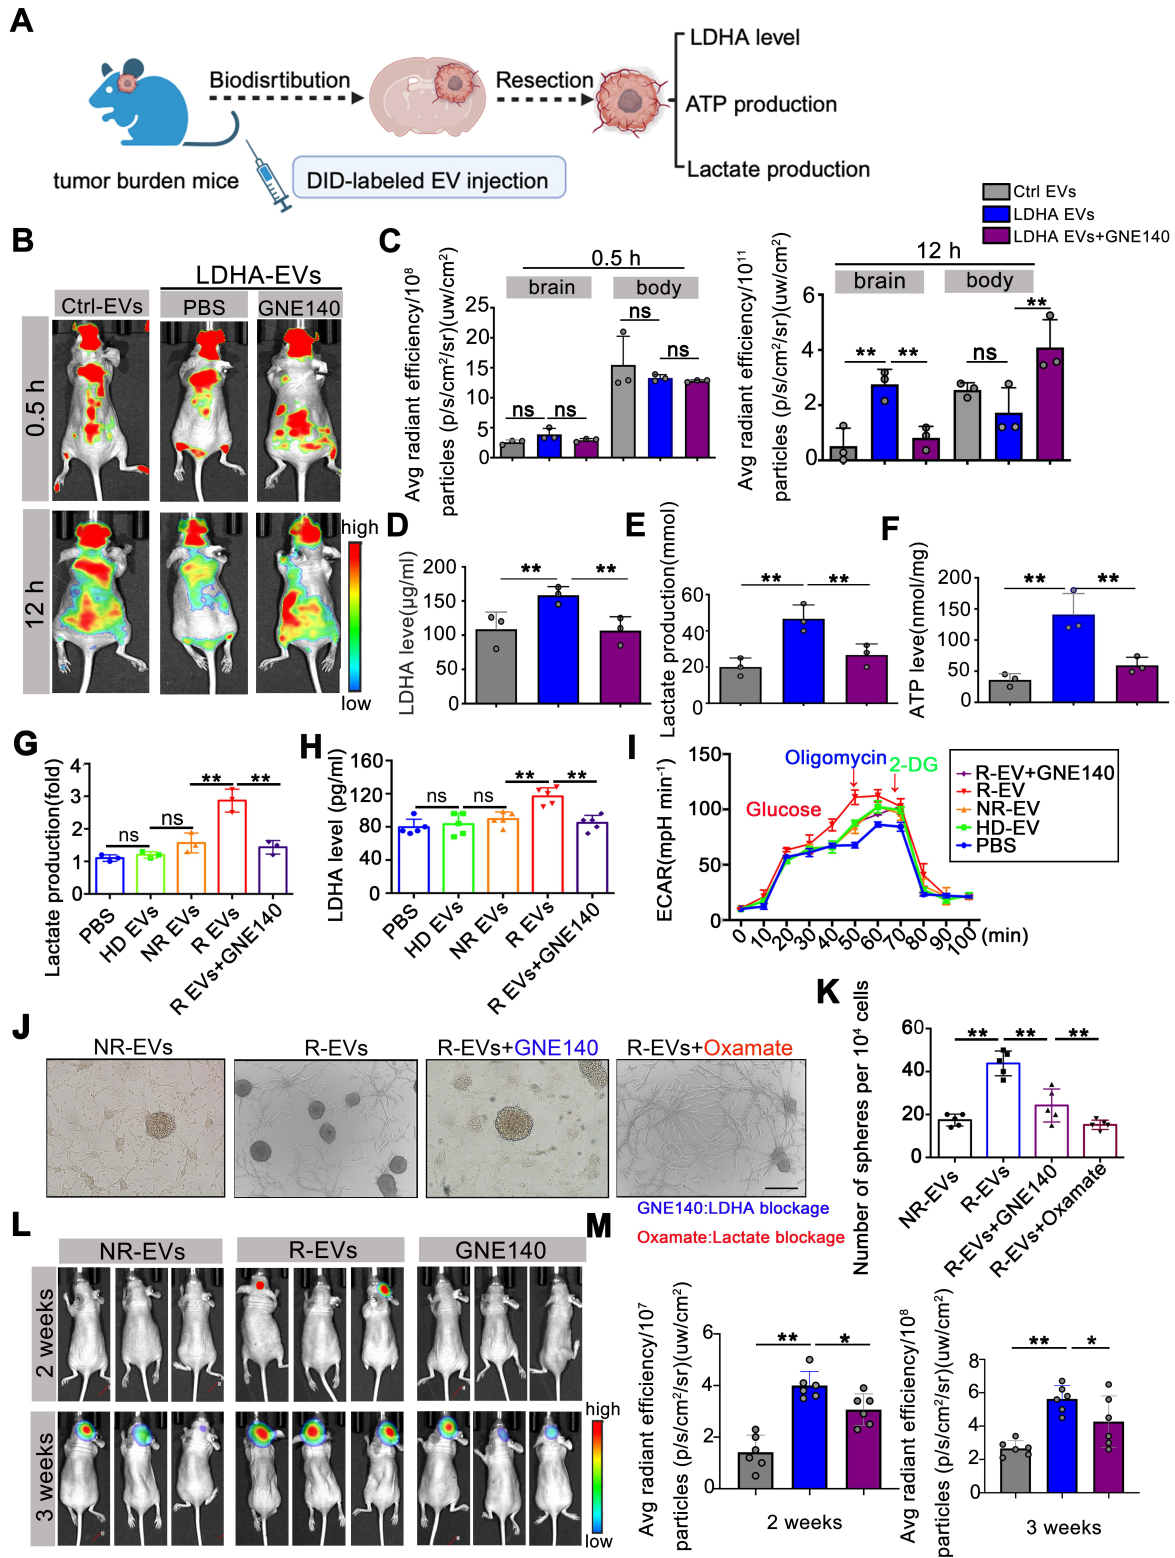 A
LDHA level
Biodisrtibution
Resection
ATP production
Lactate production
tumor burden mice
DID-labeled EV injection
Ctrl EVs
LDHA EVs
LDHA EVs+GNE140
B
LDHA-EVs
Ctrl-EVs
PBS
GNE140
0.5 h
12 h
high
low
C
0.5 h
brain
body
Avg radiant efficiency/10⁸
particles (p/s/cm²/sr)(uw/cm²)
25
20
15
10
5
0
ns
ns
ns
ns
12 h
brain
body
Avg radiant efficiency/10¹¹
particles (p/s/cm²/sr)(uw/cm²)
6
4
2
0
**
**
ns
**
D
LDHA leve(µg/ml)
200
150
100
50
0
**
**
E
Lactate production(mmol)
60
40
20
0
**
**
F
ATP level(nmol/mg)
200
150
100
50
0
**
**
G
Lactate production(fold)
4
3
2
1
0
ns
ns
**
**
PBS
HD EVs
NR EVs
R EVs
R EVs+GNE140
H
LDHA level (pg/ml)
160
120
80
40
0
ns
ns
**
**
PBS
HD EVs
NR EVs
R EVs
R EVs+GNE140
I
ECAR(mpH min⁻¹)
150
100
50
0
Oligomycin
2-DG
Glucose
0
10
20
30
40
50
60
70
80
90
100
(min)
R-EV+GNE140
R-EV
NR-EV
HD-EV
PBS
J
NR-EVs
R-EVs
R-EVs+GNE140
R-EVs+Oxamate
GNE140:LDHA blockage
Oxamate:Lactate blockage
K
Number of spheres per 10⁴ cells
60
40
20
0
**
**
**
NR-EVs
R-EVs
R-EVs+GNE140
R-EVs+Oxamate
L
NR-EVs
R-EVs
GNE140
2 weeks
3 weeks
high
low
M
Avg radiant efficiency/10⁷
particles (p/s/cm²/sr)(uw/cm²)
6
4
2
0
**
*
2 weeks
Avg radiant efficiency/10⁸
particles (p/s/cm²/sr)(uw/cm²)
8
6
4
2
0
**
*
3 weeks